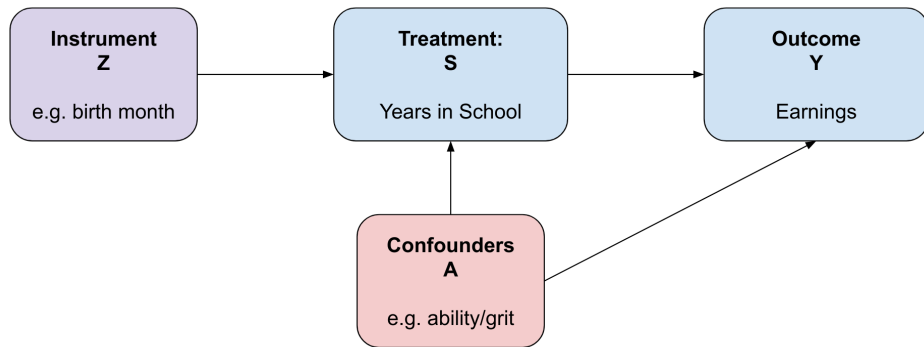 Instrument
Z
e.g. birth month
Treatment:
S
Years in School
Outcome
Y
Earnings
Confounders
A
e.g. ability/grit